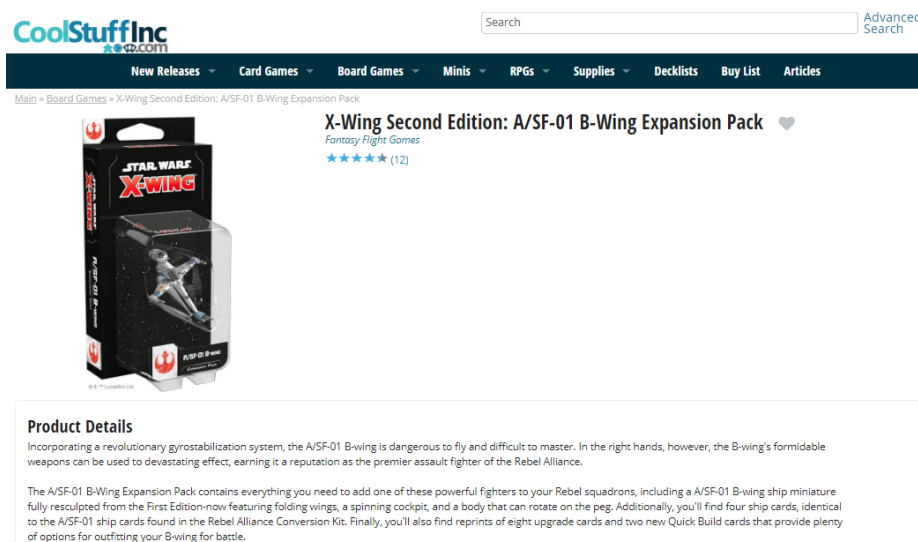 CoolStuffInc
.com
Search
Advanced
Search
New Releases
Card Games
Board Games
Minis
RPGs
Supplies
Decklists
Buy List
Articles
Main » Board Games » X-Wing Second Edition: A/SF-01 B-Wing Expansion Pack
X-Wing Second Edition: A/SF-01 B-Wing Expansion Pack
Fantasy Flight Games
(12)
STAR WARS
X-WING
X-WING
A/SF-01 B-WING
A/SF-01 B-WING
EXPANSION PACK
© & ™ Lucasfilm Ltd.
Product Details
Incorporating a revolutionary gyrostabilization system, the A/SF-01 B-wing is dangerous to fly and difficult to master. In the right hands, however, the B-wing's formidable
weapons can be used to devastating effect, earning it a reputation as the premier assault fighter of the Rebel Alliance.
The A/SF-01 B-Wing Expansion Pack contains everything you need to add one of these powerful fighters to your Rebel squadrons, including a A/SF-01 B-wing ship miniature
fully resculpted from the First Edition-now featuring folding wings, a spinning cockpit, and a body that can rotate on the peg. Additionally, you'll find four ship cards, identical
to the A/SF-01 ship cards found in the Rebel Alliance Conversion Kit. Finally, you'll also find reprints of eight upgrade cards and two new Quick Build cards that provide plenty
of options for outfitting your B-wing for battle.